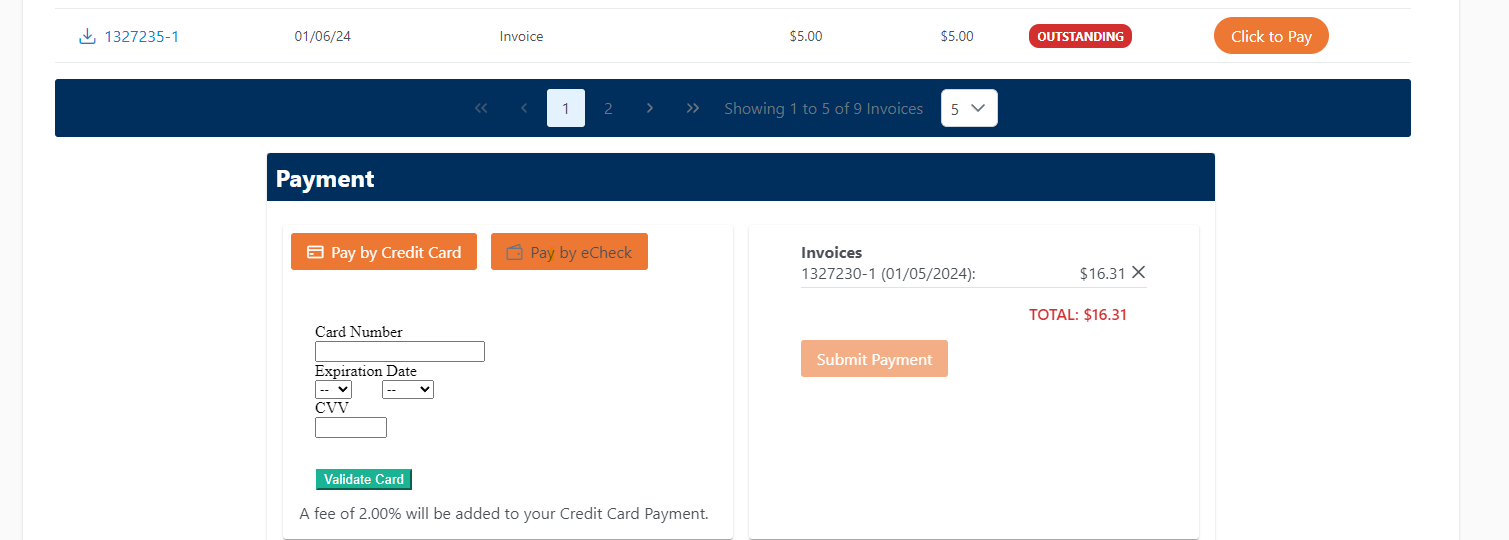 1327235-1 01/06/24 Invoice $5.00 $5.00 OUTSTANDING Click to Pay
« ‹ 1 2 › » Showing 1 to 5 of 9 Invoices 5
Payment
Pay by Credit Card Pay by eCheck
Card Number
Expiration Date
-- --
CVV
Validate Card
A fee of 2.00% will be added to your Credit Card Payment.
Invoices
1327230-1 (01/05/2024): $16.31
TOTAL: $16.31
Submit Payment